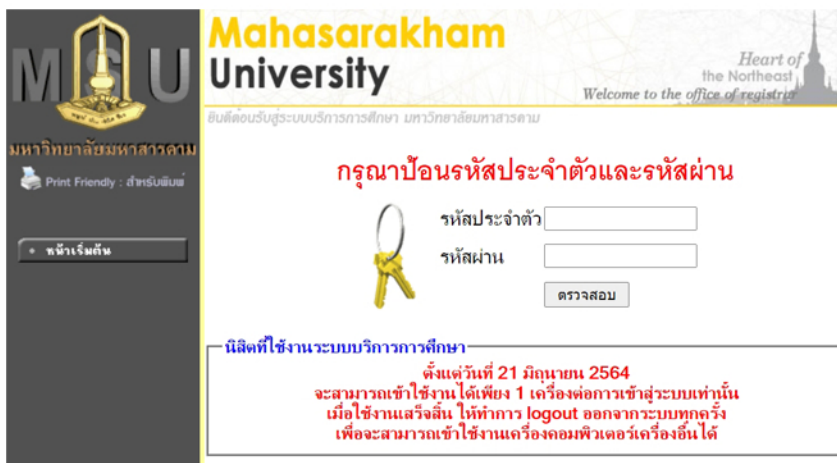 MSU
มหาวิทยาลัยมหาสารคาม
Print Friendly : สำหรับพิมพ์
หน้าเริ่มต้น
Mahasarakham
University
Heart of
the Northeast
Welcome to the office of registrar
ยินดีต้อนรับสู่ระบบบริการการศึกษา มหาวิทยาลัยมหาสารคาม
กรุณาป้อนรหัสประจำตัวและรหัสผ่าน
รหัสประจำตัว
รหัสผ่าน
ตรวจสอบ
นิสิตที่ใช้งานระบบบริการการศึกษา
ตั้งแต่วันที่ 21 มิถุนายน 2564
จะสามารถเข้าใช้งานได้เพียง 1 เครื่องต่อการเข้าสู่ระบบเท่านั้น
เมื่อใช้งานเสร็จสิ้น ให้ทำการ logout ออกจากระบบทุกครั้ง
เพื่อจะสามารถเข้าใช้งานเครื่องคอมพิวเตอร์เครื่องอื่นได้